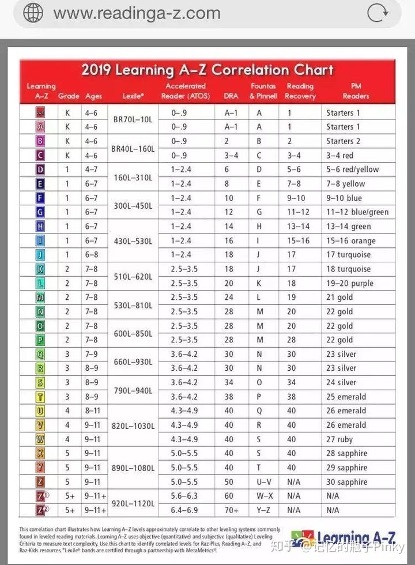 www.readinga-z.com
2019 Learning A–Z Correlation Chart
Learning A–Z Grade Ages Lexile* Accelerated Reader (ATOS) DRA Fountas & Pinnell Reading Recovery PM Readers
K 4–6 BR70L–10L 0–.9 A–1 A 1 Starters 1
A K 4–6 0–.9 A–1 A 1 Starters 1
B K 4–6 BR40L–160L 0–.9 2 B 2 Starters 2
C K 4–6 0–.9 3–4 C 3–4 3–4 red
D 1 4–7 160L–310L 1–2.4 6 D 5–6 5–6 red/yellow
E 1 6–7 1–2.4 8 E 7–8 7–8 yellow
F 1 6–7 300L–450L 1–2.4 10 F 9–10 9–10 blue
G 1 6–7 1–2.4 12 G 11–12 11–12 blue/green
H 1 6–7 430L–530L 1–2.4 14 H 13–14 13–14 green
I 1 6–7 1–2.4 16 I 15–16 15–16 orange
J 1 6–8 1–2.4 18 J 17 17 turquoise
K 2 7–8 510L–620L 2.5–3.5 18 J 17 18 turquoise
L 2 7–8 2.5–3.5 20 K 18 19–20 purple
M 2 7–8 530L–810L 2.5–3.5 24 L 19 21 gold
N 2 7–8 2.5–3.5 28 M 20 22 gold
O 2 7–8 600L–850L 2.5–3.5 28 M 20 22 gold
P 2 7–8 2.5–3.5 28 M 20 22 gold
Q 3 7–9 660L–930L 3.6–4.2 30 N 30 23 silver
R 3 8–9 3.6–4.2 30 N 30 23 silver
S 3 8–9 790L–940L 3.6–4.2 34 O 34 24 silver
T 3 8–9 3.6–4.2 38 P 38 25 emerald
U 4 8–11 820L–1030L 4.3–4.9 40 Q 40 26 emerald
V 4 9–11 4.3–4.9 40 R 40 26 emerald
W 4 9–11 4.3–4.9 40 S 40 27 ruby
X 5 9–11 890L–1080L 5.0–5.5 40 S 40 28 sapphire
Y 5 9–11 5.0–5.5 40 T 40 29 sapphire
Z 5 9–11 5.0–5.5 50 U–V N/A 30 sapphire
Z 5+ 9–11+ 920L–1120L 5.6–6.3 60 W–X N/A N/A
Z 5+ 9–11+ 6.4–6.9 70+ Y–Z N/A N/A
This correlation chart illustrates how Learning A–Z levels approximately correlate to other leveling systems commonly
found in leveled reading materials. Learning A–Z uses objective (quantitative) and subjective (qualitative) Leveling
Criteria to measure text complexity. Use this chart to identify correlated levels for Raz-Plus, Reading A–Z, and
Raz-Kids resources. *Lexile® bands are certified through a partnership with MetaMetrics®.
Learning A–Z
知乎